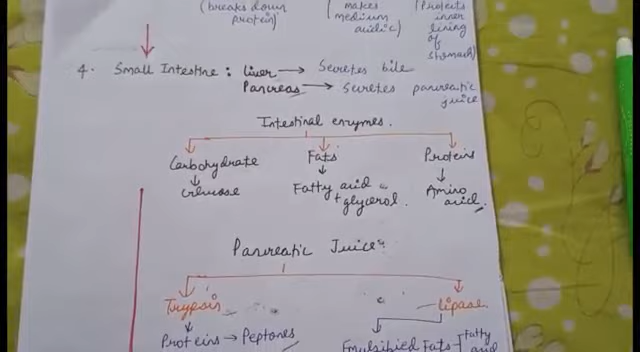 (breaks down protein) (makes medium acidic) (Protects inner lining of stomach)
4. Small Intestine : Liver → Secretes bile
Pancreas → Secretes pancreatic juice
Intestinal enzymes.
Carbohydrate Fats Proteins
↓ ↓ ↓
Glucose Fatty acid + glycerol. Amino acid
Pancreatic Juice
Trypsin Lipase
↓
Proteins → Peptones Emulsified Fats → Fatty acid